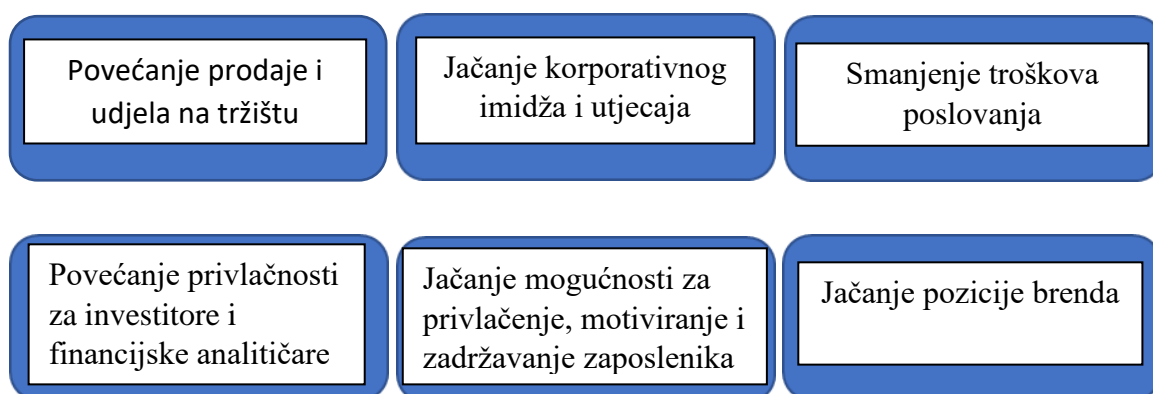 Povećanje prodaje i
udjela na tržištu
Jačanje korporativnog
imidža i utjecaja
Smanjenje troškova
poslovanja
Povećanje privlačnosti
za investitore i
financijske analitičare
Jačanje mogućnosti za
privlačenje, motiviranje i
zadržavanje zaposlenika
Jačanje pozicije brenda